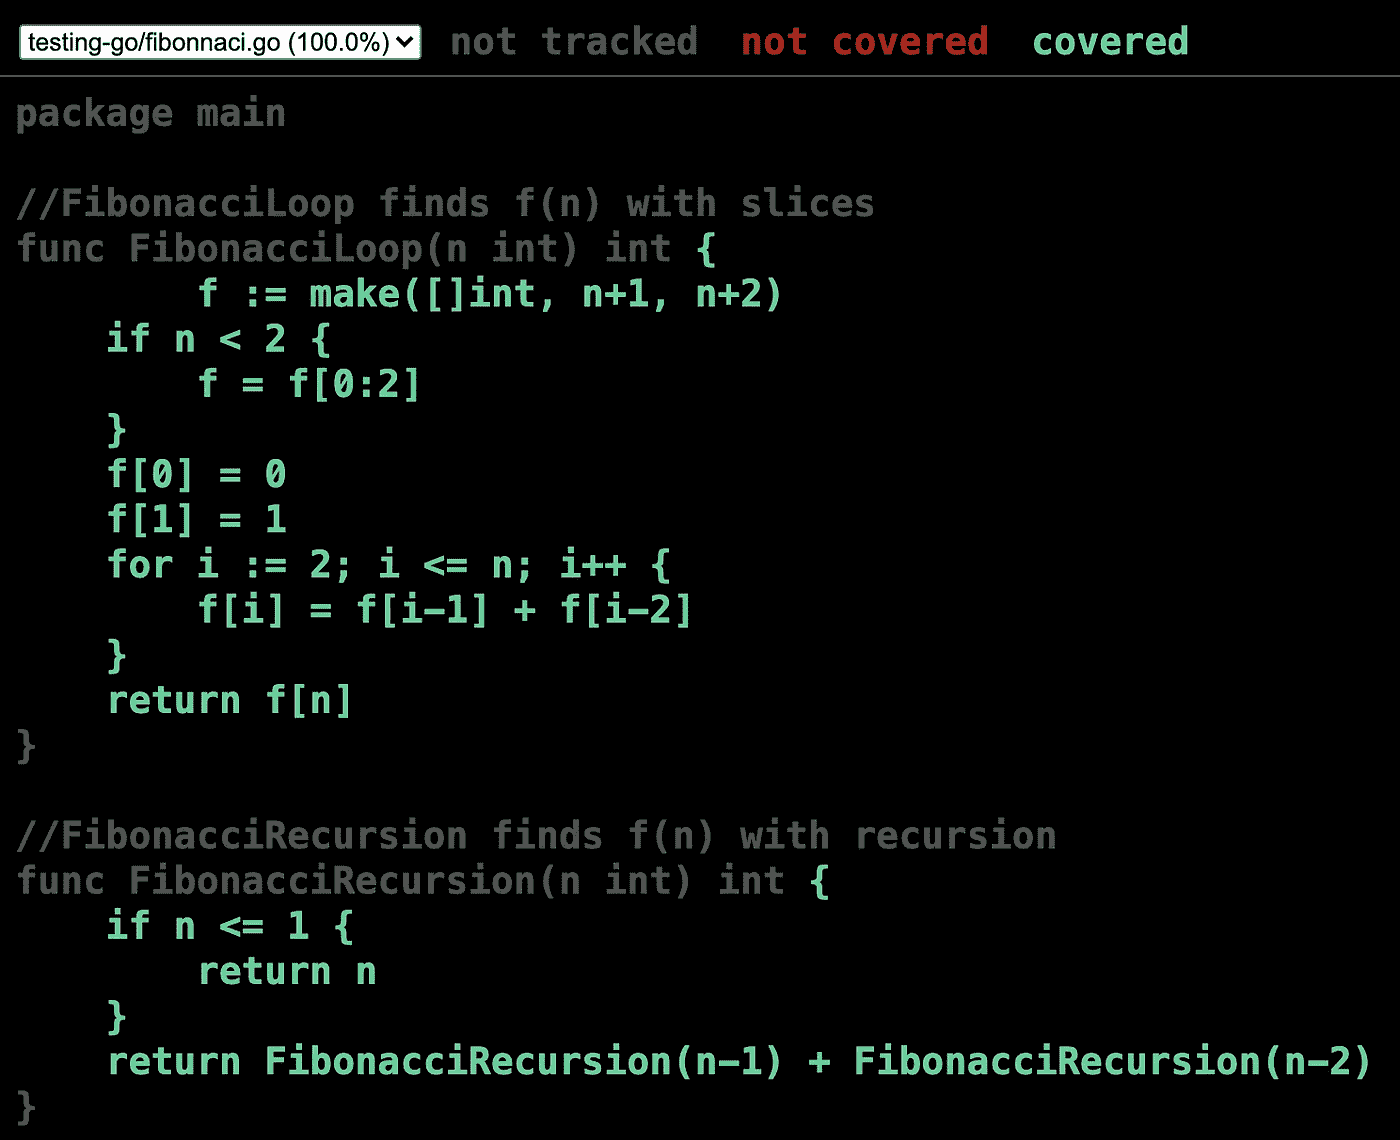 testing-go/fibonnaci.go (100.0%) not tracked not covered covered
package main
//FibonacciLoop finds f(n) with slices
func FibonacciLoop(n int) int {
f := make([]int, n+1, n+2)
if n < 2 {
f = f[0:2]
}
f[0] = 0
f[1] = 1
for i := 2; i <= n; i++ {
f[i] = f[i-1] + f[i-2]
}
return f[n]
}
//FibonacciRecursion finds f(n) with recursion
func FibonacciRecursion(n int) int {
if n <= 1 {
return n
}
return FibonacciRecursion(n-1) + FibonacciRecursion(n-2)
}